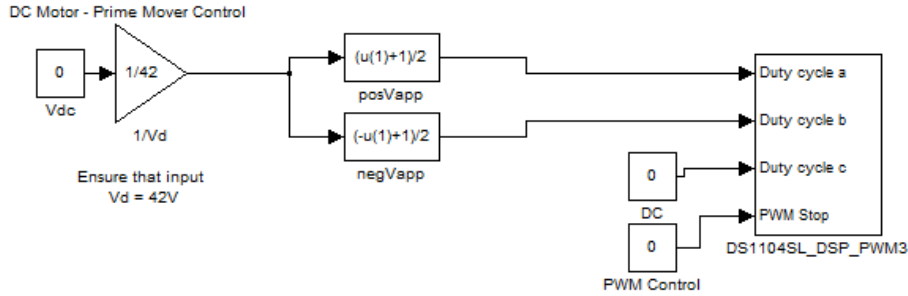 DC Motor - Prime Mover Control
0
Vdc
1/42
1/Vd
Ensure that input
Vd = 42V
(u(1)+1)/2
posVapp
(-u(1)+1)/2
negVapp
0
DC
0
PWM Control
Duty cycle a
Duty cycle b
Duty cycle c
PWM Stop
DS1104SL_DSP_PWM3